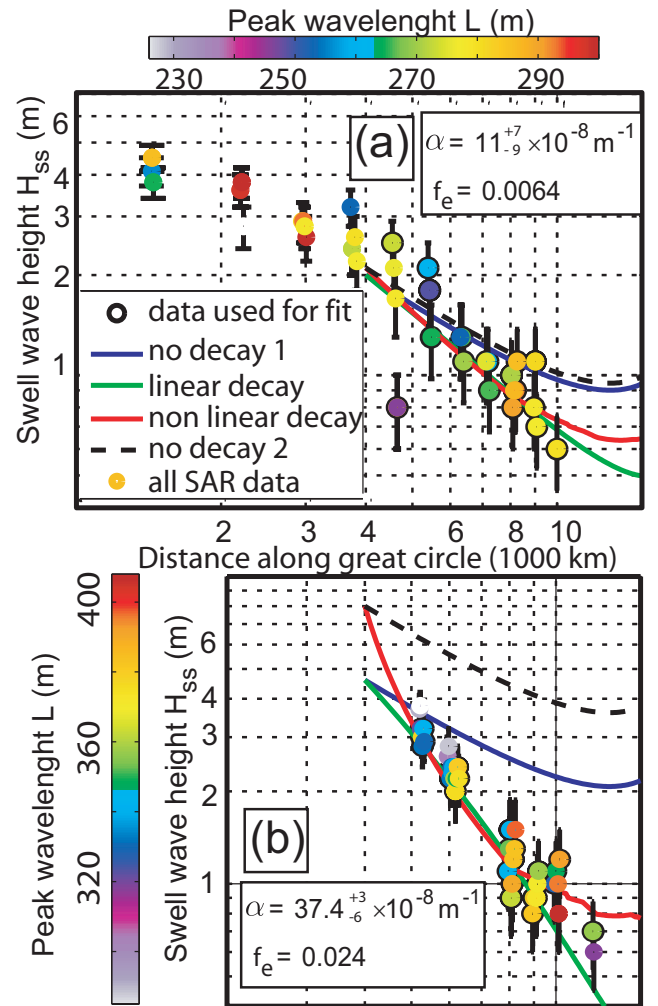 Peak wavelenght L (m)
230 250 270 290
Swell wave height Hss (m)
6
4
3
2
1
(a)
α = 11 +7 -9 ×10-8 m-1
fe = 0.0064
data used for fit
no decay 1
linear decay
non linear decay
no decay 2
all SAR data
2 3 4 6 8 10
Distance along great circle (1000 km)
Peak wavelenght L (m)
400
360
320
Swell wave height Hss (m)
6
4
3
2
1
(b)
α = 37.4 +3 -6 ×10-8 m-1
fe = 0.024